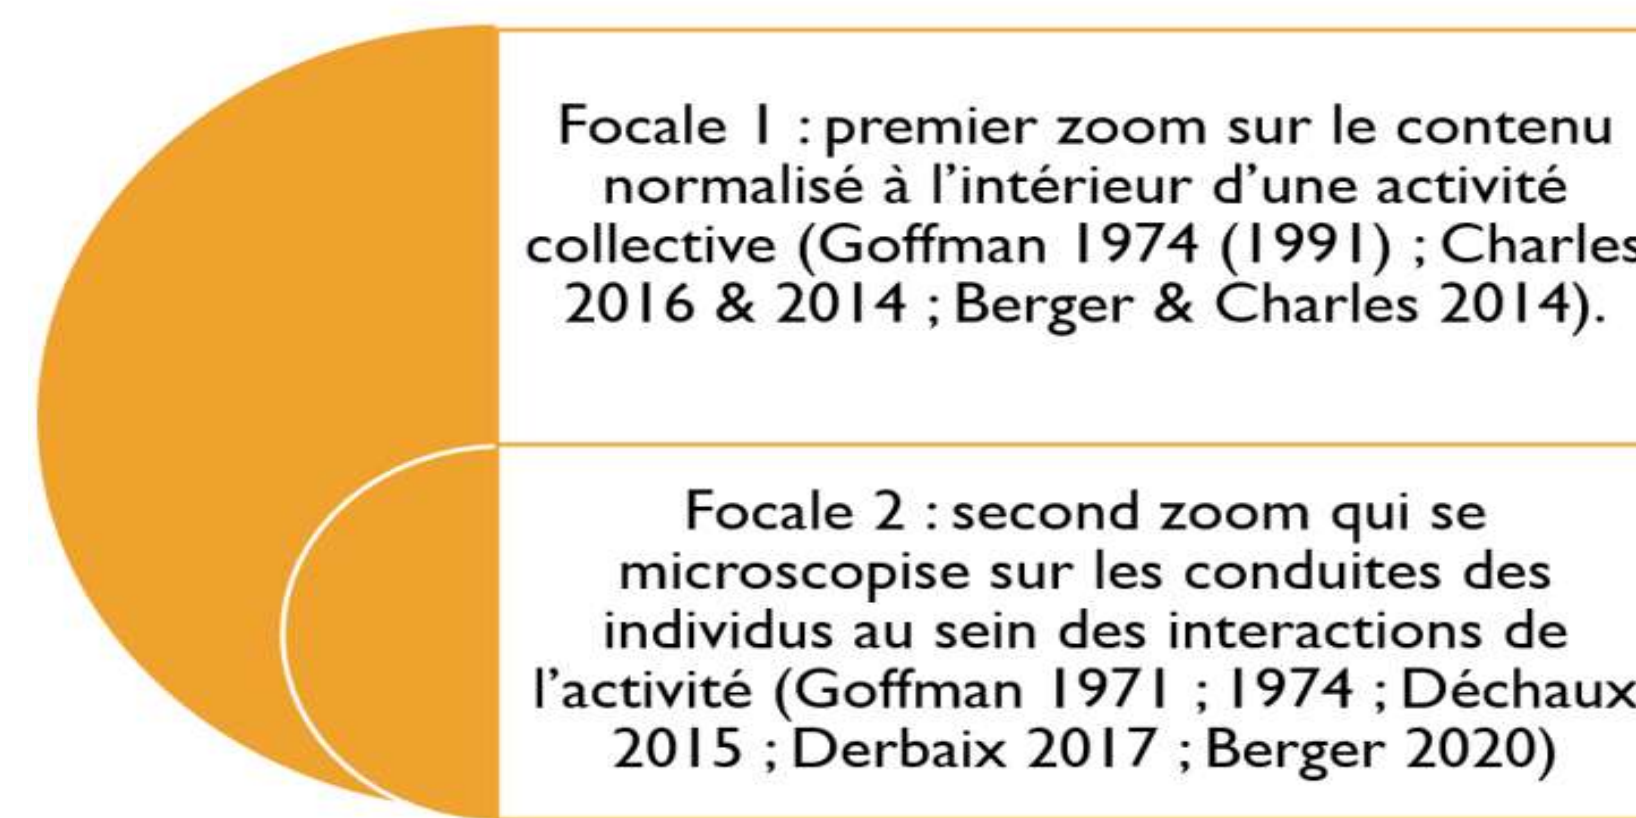 Focale 1 : premier zoom sur le contenu
normalisé à l’intérieur d’une activité
collective (Goffman 1974 (1991) ; Charles
2016 & 2014 ; Berger & Charles 2014).
Focale 2 : second zoom qui se
microscopise sur les conduites des
individus au sein des interactions de
l’activité (Goffman 1971 ; 1974 ; Déchaux
2015 ; Derbaix 2017 ; Berger 2020)